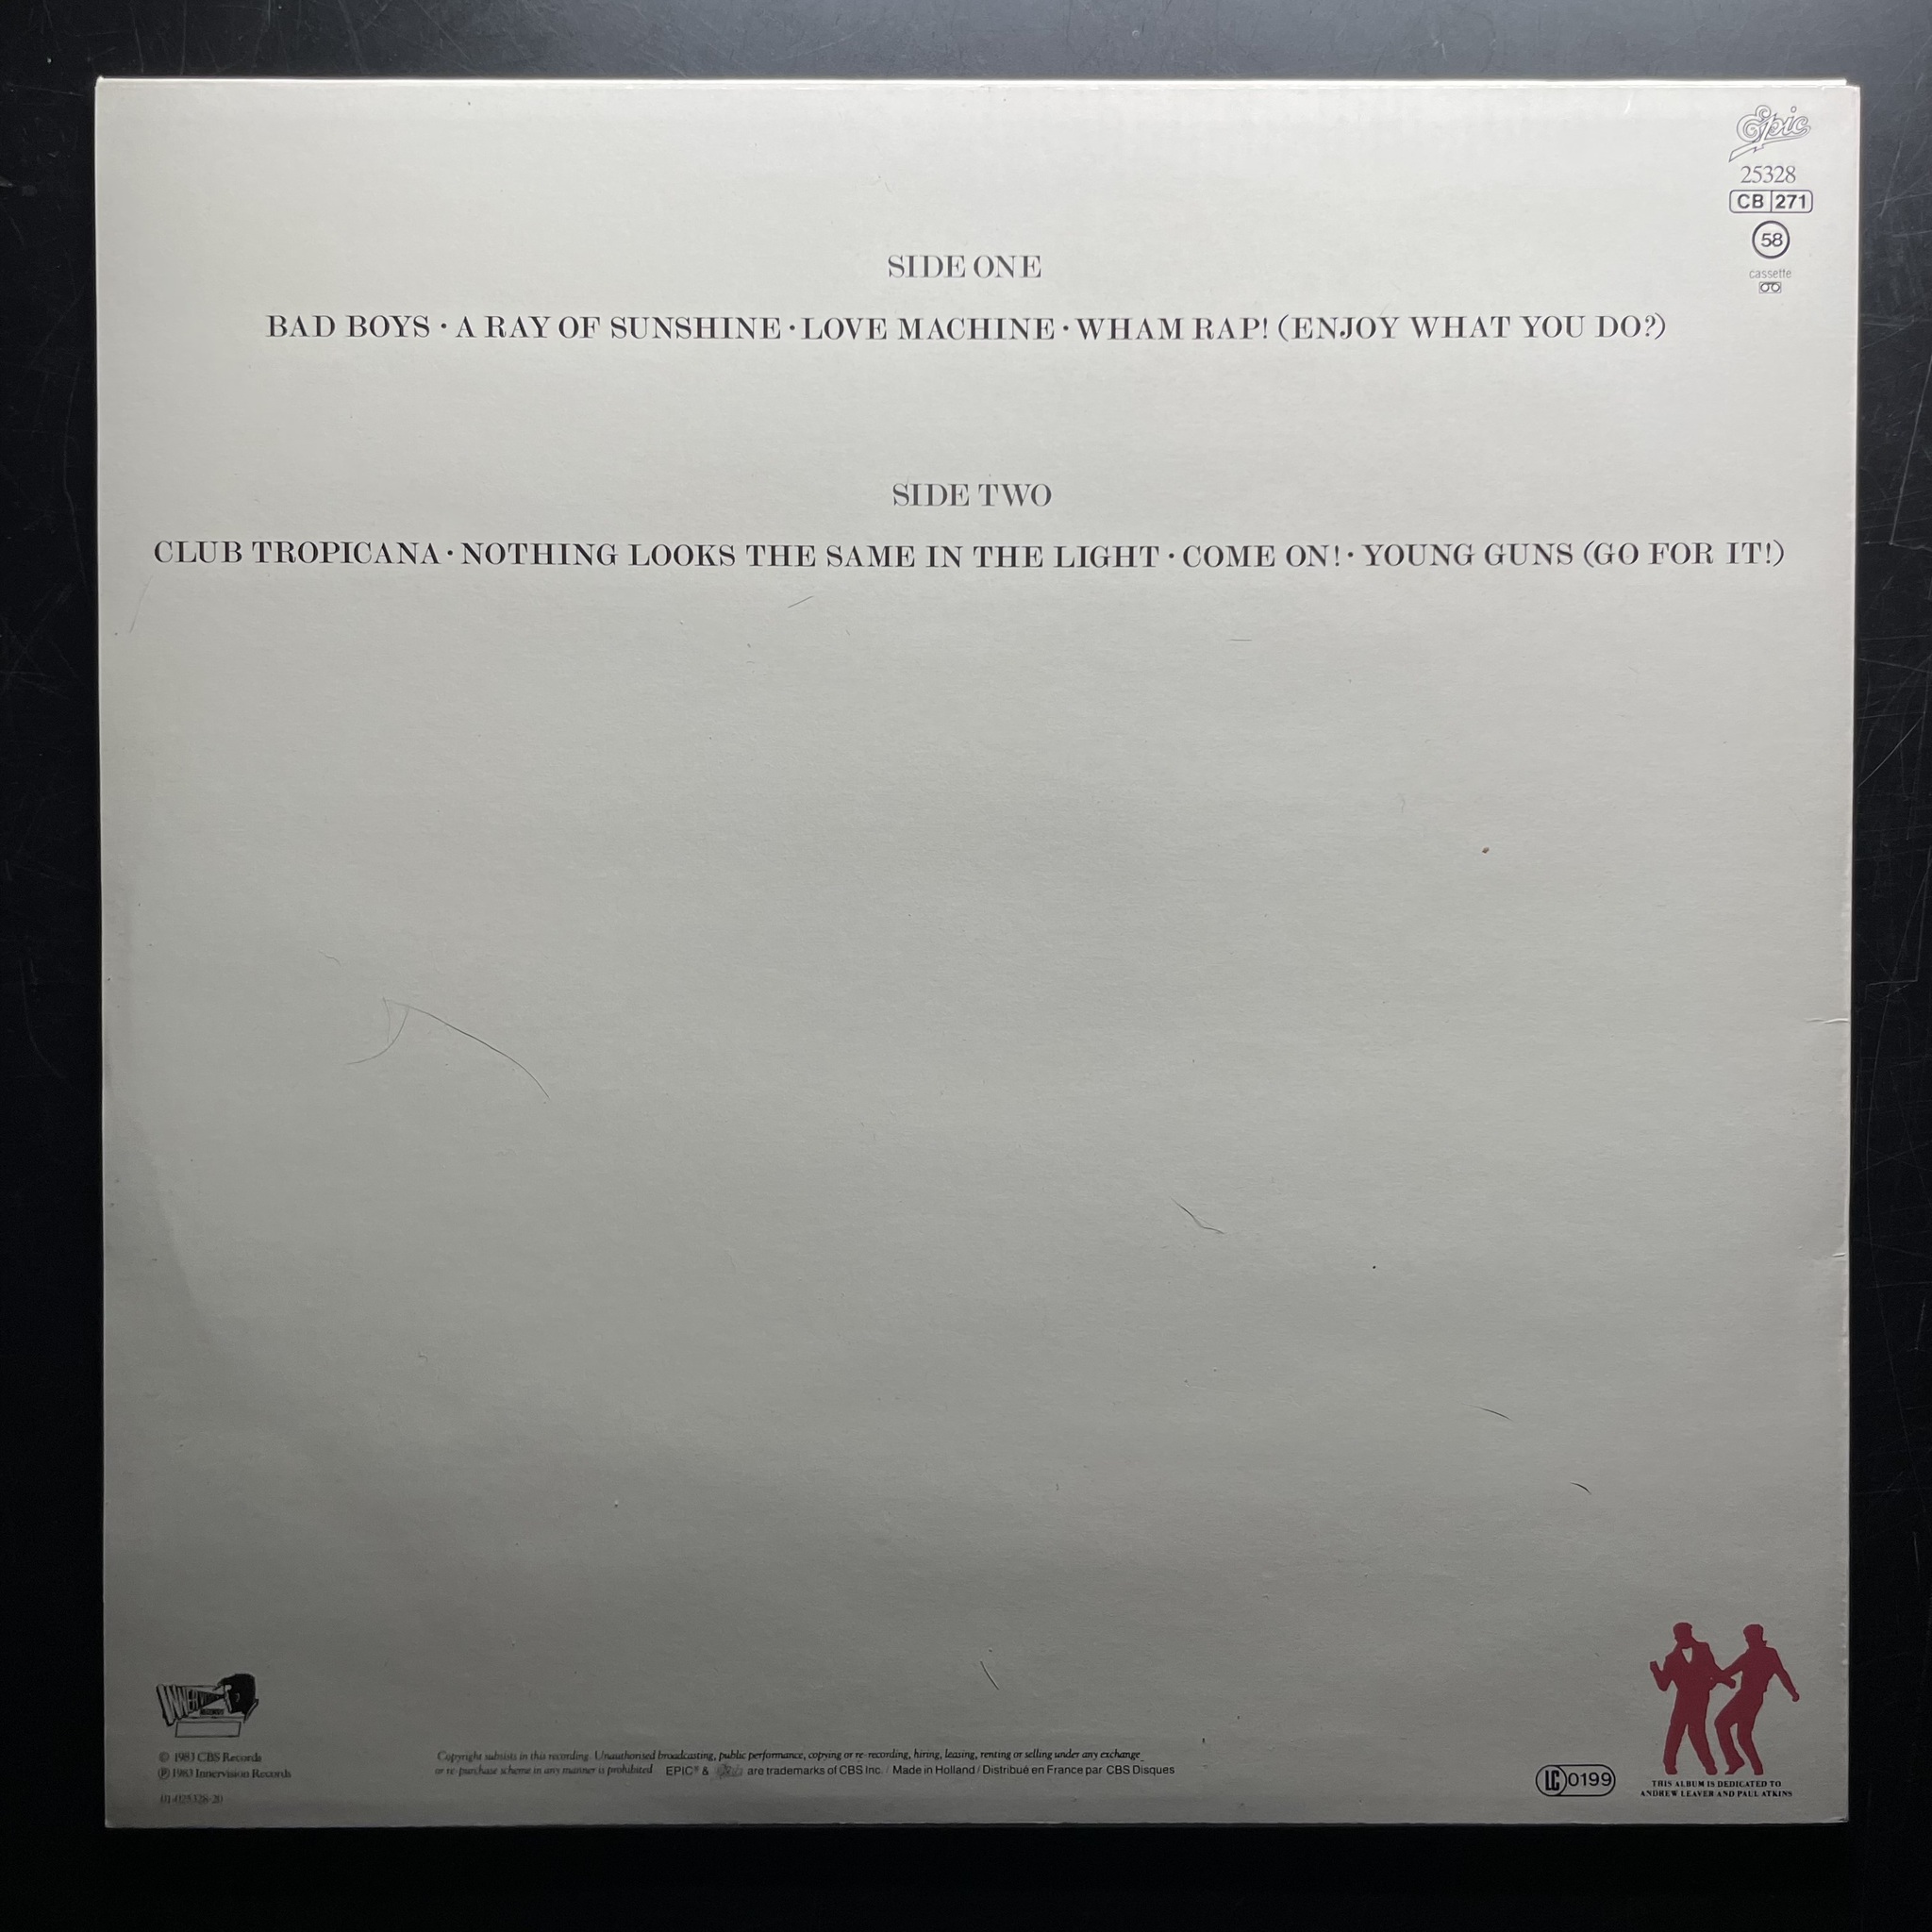 Epic
25328
CB 271
58
cassette
SIDE ONE
BAD BOYS · A RAY OF SUNSHINE · LOVE MACHINE · WHAM RAP! (ENJOY WHAT YOU DO?)
SIDE TWO
CLUB TROPICANA · NOTHING LOOKS THE SAME IN THE LIGHT · COME ON! · YOUNG GUNS (GO FOR IT!)
INNERVISION
© 1983 CBS Records
℗ 1983 Innervision Records
01-025328-20
Copyright subsists in this recording. Unauthorised broadcasting, public performance, copying or re-recording, hiring, leasing, renting or selling under any exchange
or re-purchase scheme in any manner is prohibited EPIC® & are trademarks of CBS Inc. / Made in Holland / Distribué en France par CBS Disques
LC 0199
THIS ALBUM IS DEDICATED TO
ANDREW LEAVER AND PAUL ATKINS